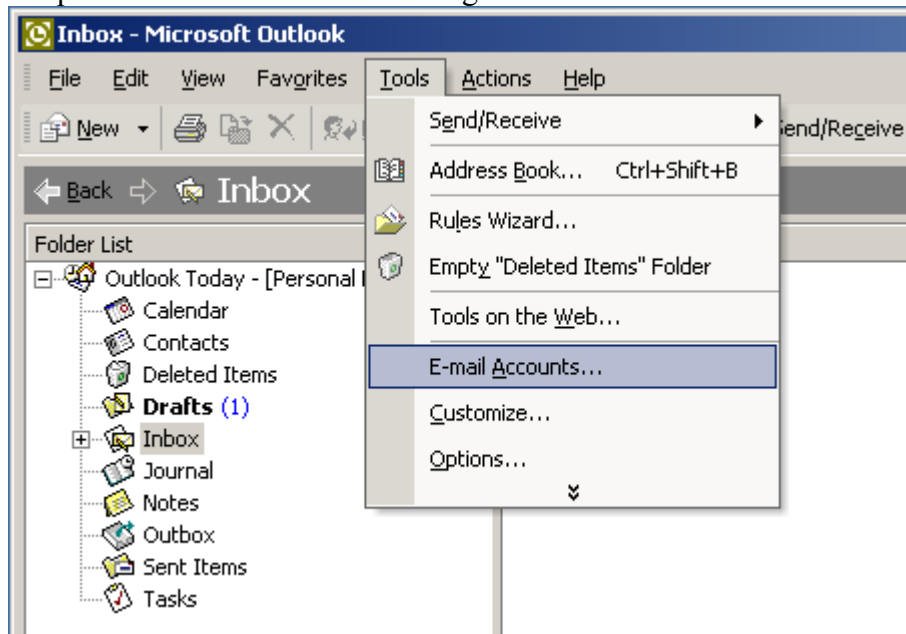 Inbox - Microsoft Outlook
File Edit View Favorites Tools Actions Help
New Send/Receive
Send/Receive
Address Book... Ctrl+Shift+B
Back Inbox
Rules Wizard...
Folder List
Empty "Deleted Items" Folder
Outlook Today - [Personal
Calendar
Tools on the Web...
Contacts
E-mail Accounts...
Deleted Items
Drafts (1)
Customize...
Inbox
Options...
Journal
Notes
Outbox
Sent Items
Tasks